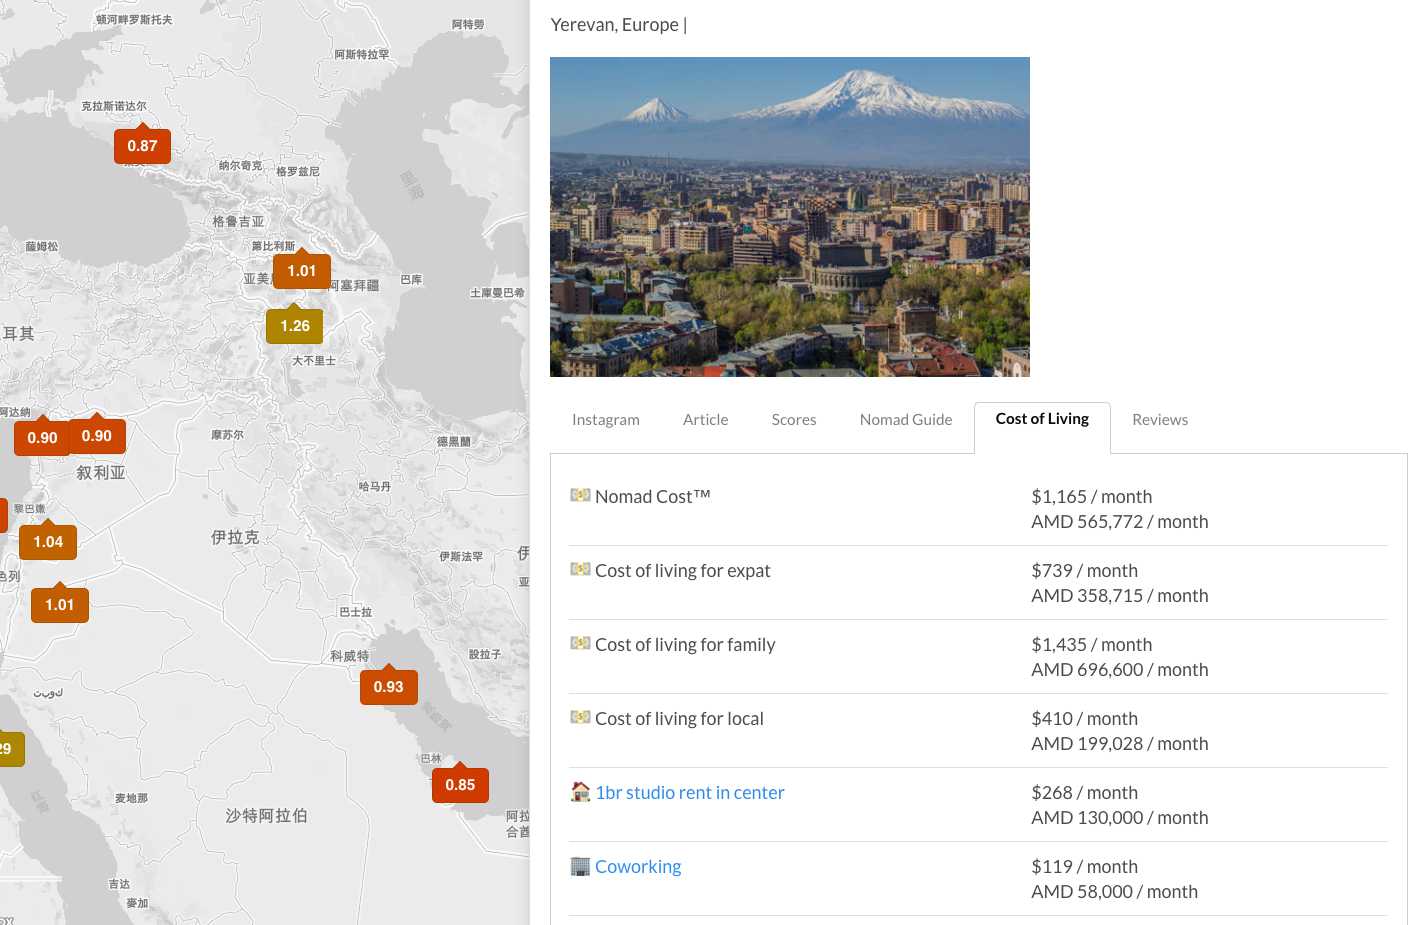 顿河畔罗斯托夫
阿特劳
阿斯特拉罕
克拉斯诺达尔
0.87
纳尔奇克
格罗兹尼
格鲁吉亚
薩姆松
第比利斯
1.01
阿塞拜疆
巴库
土庫曼巴希
1.26
耳其
大不里士
阿达纳
0.90
0.90
摩苏尔
德黑蘭
叙利亚
哈马丹
黎巴嫩
1.04
伊拉克
伊斯法罕
色列
1.01
巴士拉
科威特
設拉子
0.93
تبوك
29
巴林
0.85
麦地那
沙特阿拉伯
吉达
麥加
Yerevan, Europe |
Instagram
Article
Scores
Nomad Guide
Cost of Living
Reviews
Nomad Cost™
$1,165 / month
AMD 565,772 / month
Cost of living for expat
$739 / month
AMD 358,715 / month
Cost of living for family
$1,435 / month
AMD 696,600 / month
Cost of living for local
$410 / month
AMD 199,028 / month
1br studio rent in center
$268 / month
AMD 130,000 / month
Coworking
$119 / month
AMD 58,000 / month